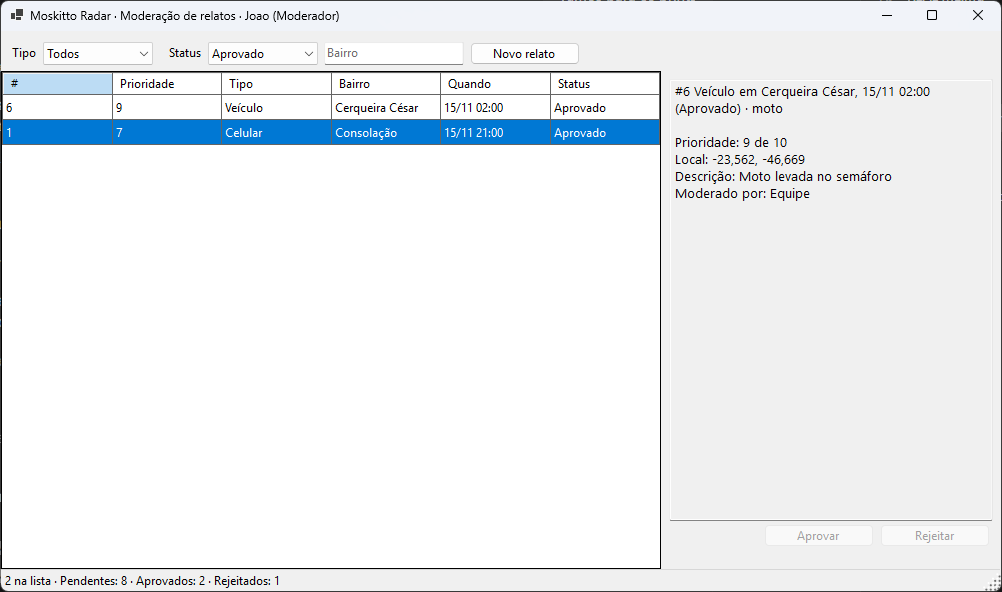 Moskitto Radar · Moderação de relatos · Joao (Moderador)
Tipo Todos Status Aprovado Bairro Novo relato
# Prioridade Tipo Bairro Quando Status
6 9 Veículo Cerqueira César 15/11 02:00 Aprovado
1 7 Celular Consolação 15/11 21:00 Aprovado
#6 Veículo em Cerqueira César, 15/11 02:00
(Aprovado) · moto
Prioridade: 9 de 10
Local: -23,562, -46,669
Descrição: Moto levada no semáforo
Moderado por: Equipe
Aprovar Rejeitar
2 na lista · Pendentes: 8 · Aprovados: 2 · Rejeitados: 1